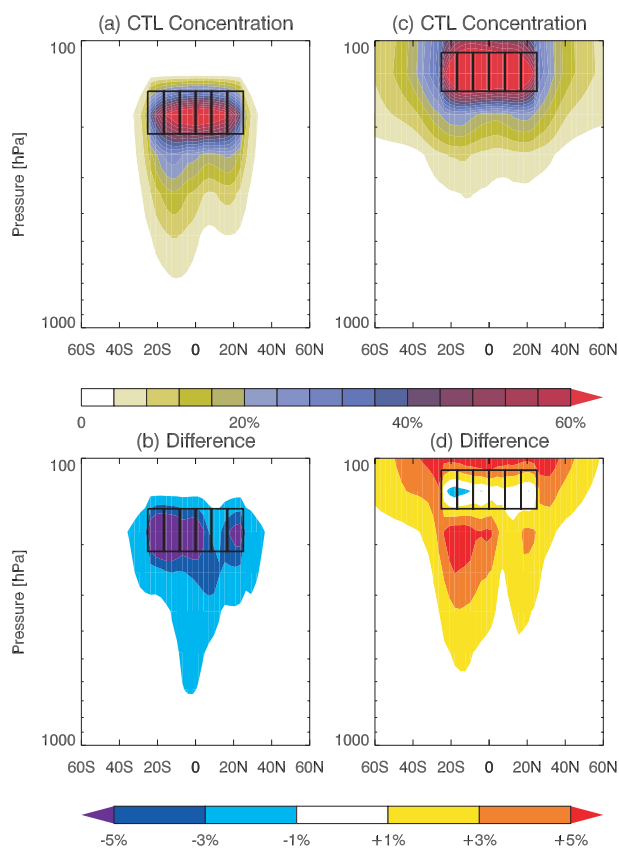 (a) CTL Concentration
(c) CTL Concentration
100
100
Pressure [hPa]
1000
1000
60S 40S 20S 0 20N 40N 60N
60S 40S 20S 0 20N 40N 60N
0 20% 40% 60%
(b) Difference
(d) Difference
100
100
Pressure [hPa]
1000
1000
60S 40S 20S 0 20N 40N 60N
60S 40S 20S 0 20N 40N 60N
-5% -3% -1% +1% +3% +5%